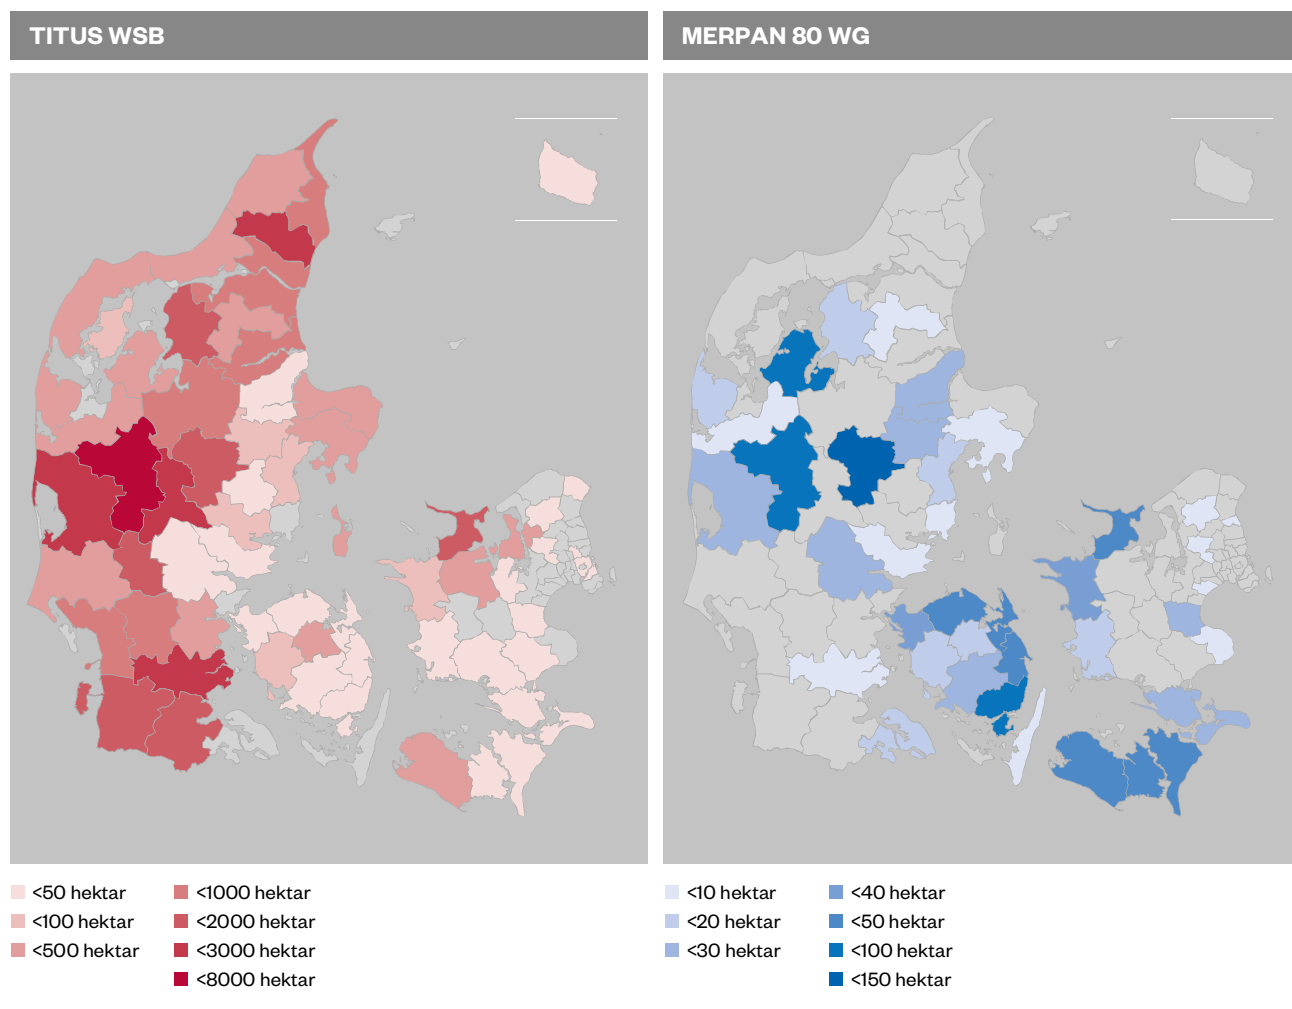 TITUS WSB
MERPAN 80 WG
<50 hektar
<100 hektar
<500 hektar
<1000 hektar
<2000 hektar
<3000 hektar
<8000 hektar
<10 hektar
<20 hektar
<30 hektar
<40 hektar
<50 hektar
<100 hektar
<150 hektar